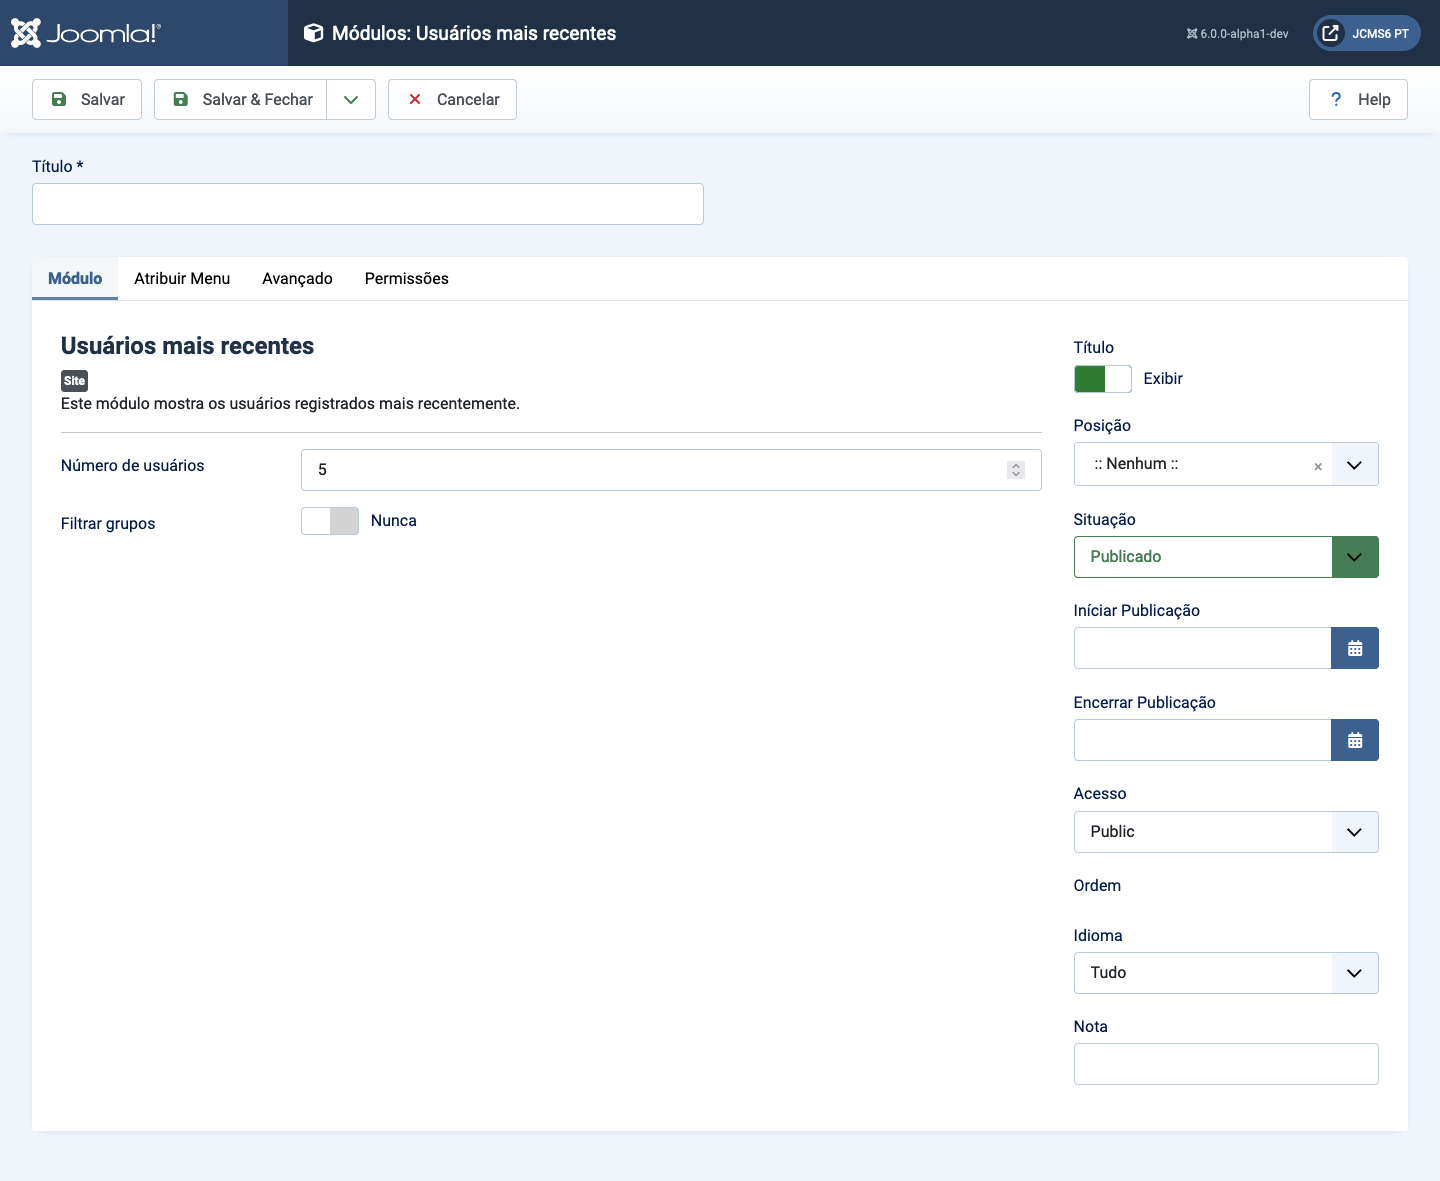 Joomla!®
Módulos: Usuários mais recentes
6.0.0-alpha1-dev
JCMS6 PT
Salvar
Salvar & Fechar
Cancelar
? Help
Título *
Módulo
Atribuir Menu
Avançado
Permissões
Usuários mais recentes
Site
Este módulo mostra os usuários registrados mais recentemente.
Número de usuários
5
Filtrar grupos
Nunca
Título
Exibir
Posição
:: Nenhum ::
×
Situação
Publicado
Iníciar Publicação
Encerrar Publicação
Acesso
Public
Ordem
Idioma
Tudo
Nota